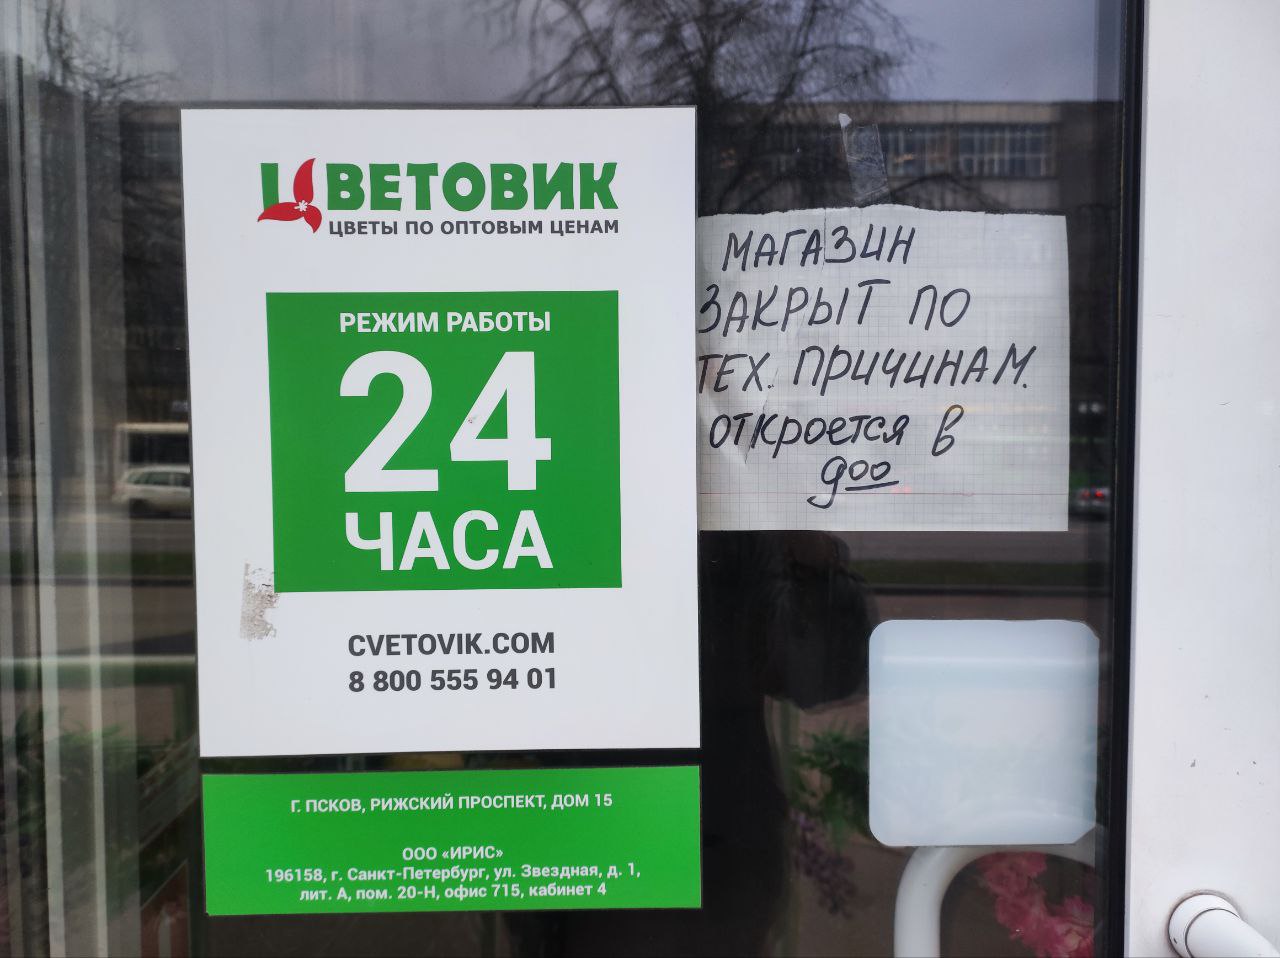 ЦВЕТОВИК
ЦВЕТЫ ПО ОПТОВЫМ ЦЕНАМ
РЕЖИМ РАБОТЫ
24
ЧАСА
CVETOVIK.COM
8 800 555 94 01
Г. ПСКОВ, РИЖСКИЙ ПРОСПЕКТ, ДОМ 15
ООО «ИРИС»
196158, г. Санкт-Петербург, ул. Звездная, д. 1,
лит. А, пом. 20-Н, офис 715, кабинет 4
МАГАЗИН
ЗАКРЫТ ПО
ТЕХ. ПРИЧИНАМ.
откроется в
9оо